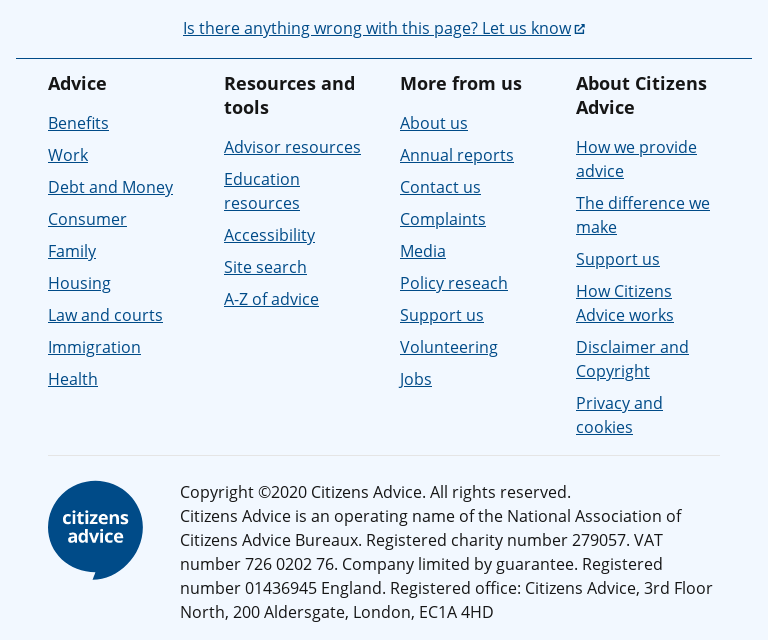 Is there anything wrong with this page? Let us know
Advice
Benefits
Work
Debt and Money
Consumer
Family
Housing
Law and courts
Immigration
Health
Resources and
tools
Advisor resources
Education
resources
Accessibility
Site search
A-Z of advice
More from us
About us
Annual reports
Contact us
Complaints
Media
Policy reseach
Support us
Volunteering
Jobs
About Citizens
Advice
How we provide
advice
The difference we
make
Support us
How Citizens
Advice works
Disclaimer and
Copyright
Privacy and
cookies
citizens
advice
Copyright ©2020 Citizens Advice. All rights reserved.
Citizens Advice is an operating name of the National Association of
Citizens Advice Bureaux. Registered charity number 279057. VAT
number 726 0202 76. Company limited by guarantee. Registered
number 01436945 England. Registered office: Citizens Advice, 3rd Floor
North, 200 Aldersgate, London, EC1A 4HD